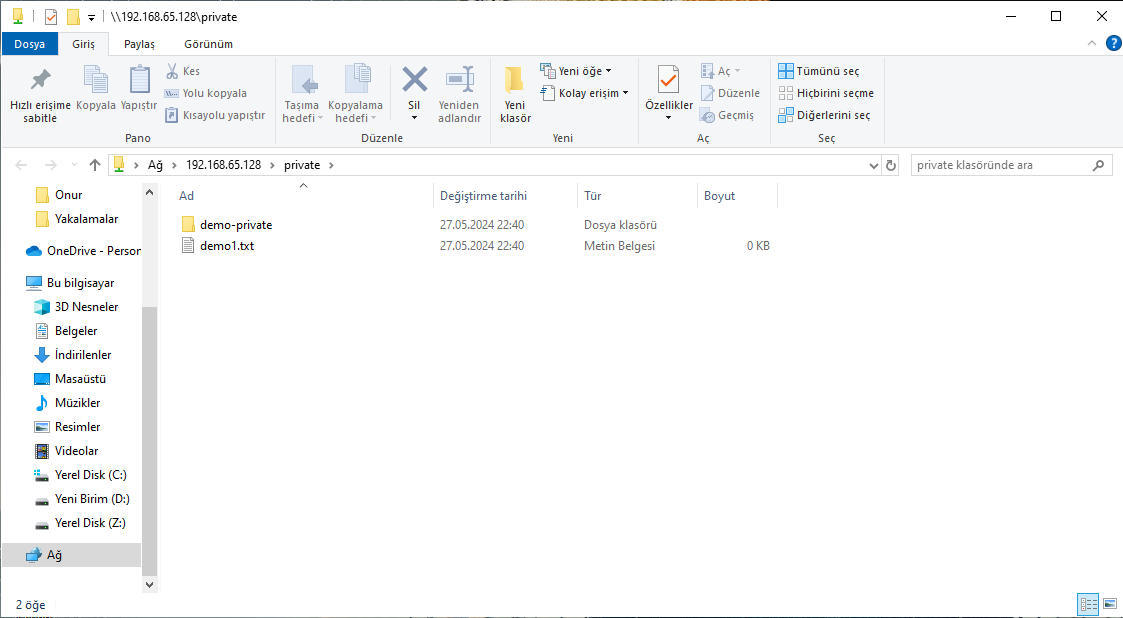 \\192.168.65.128\private
Dosya Giriş Paylaş Görünüm
Hızlı erişime sabitle
Kopyala
Yapıştır
Kes
Yolu kopyala
Kısayolu yapıştır
Pano
Taşıma hedefi
Kopyalama hedefi
Sil
Yeniden adlandır
Düzenle
Yeni klasör
Yeni öğe
Kolay erişim
Yeni
Özellikler
Aç
Düzenle
Geçmiş
Aç
Tümünü seç
Hiçbirini seçme
Diğerlerini seç
Seç
Ağ > 192.168.65.128 > private >
private klasöründe ara
Onur
Yakalamalar
OneDrive - Person
Bu bilgisayar
3D Nesneler
Belgeler
İndirilenler
Masaüstü
Müzikler
Resimler
Videolar
Yerel Disk (C:)
Yeni Birim (D:)
Yerel Disk (Z:)
Ağ
Ad Değiştirme tarihi Tür Boyut
demo-private 27.05.2024 22:40 Dosya klasörü
demo1.txt 27.05.2024 22:40 Metin Belgesi 0 KB
2 öğe